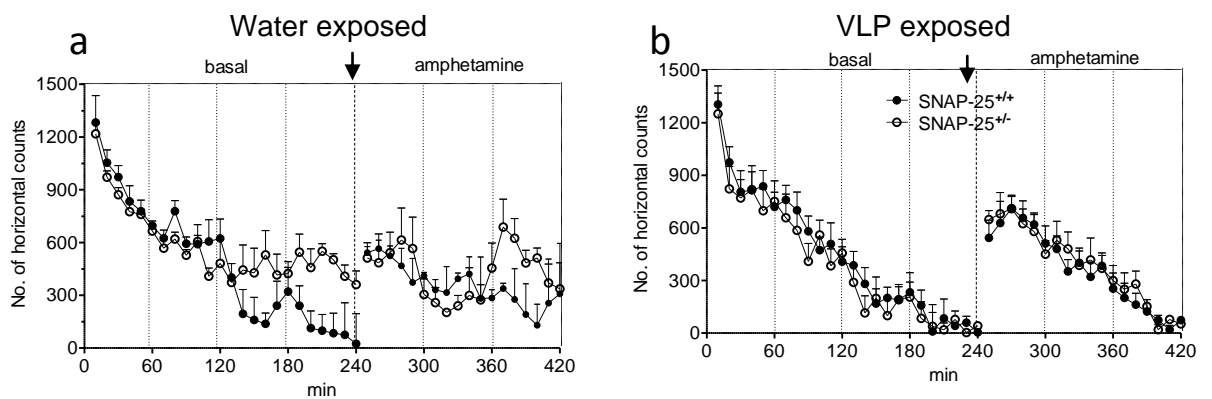 Water exposed
a
basal
amphetamine
1500
1200
900
600
300
0
No. of horizontal counts
0 60 120 180 240 300 360 420
min
VLP exposed
b
basal
amphetamine
SNAP-25+/+
SNAP-25+/-
1500
1200
900
600
300
0
No. of horizontal counts
0 60 120 180 240 300 360 420
min